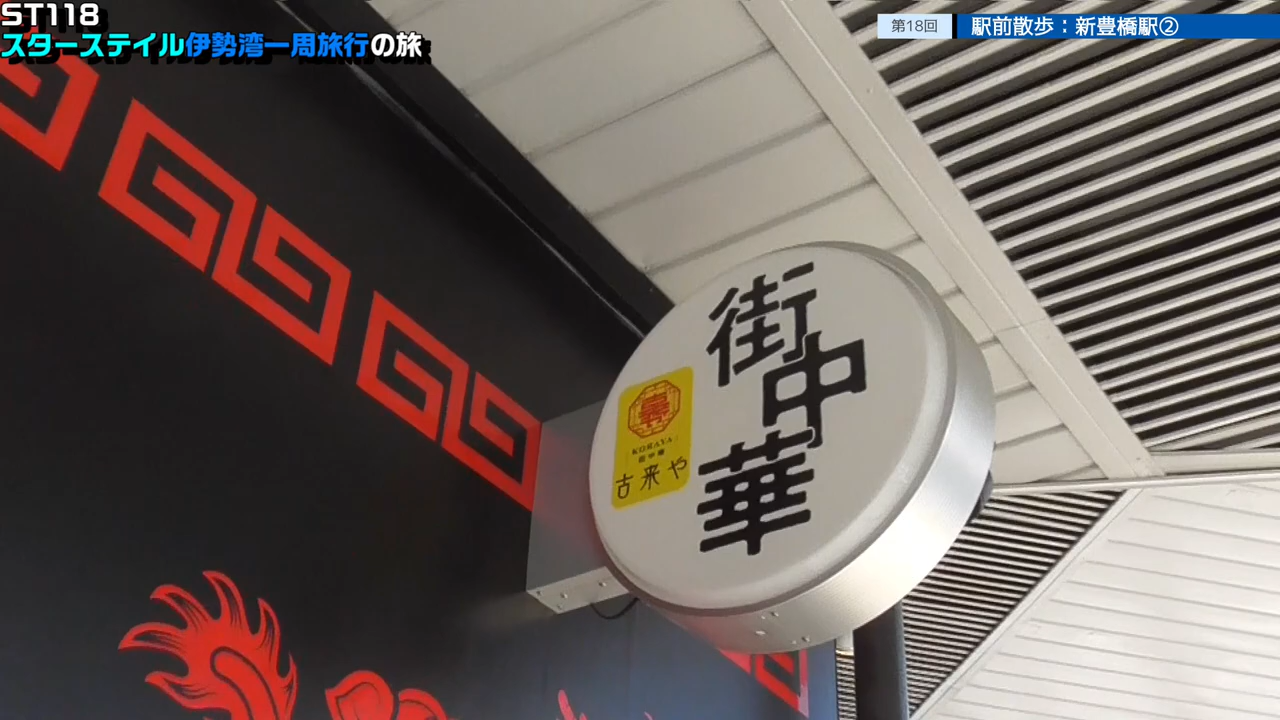 ST118
スターステイル伊勢湾一周旅行の旅
第18回
駅前散歩：新豊橋駅②
街中華
KORAYA
街中華
古来や